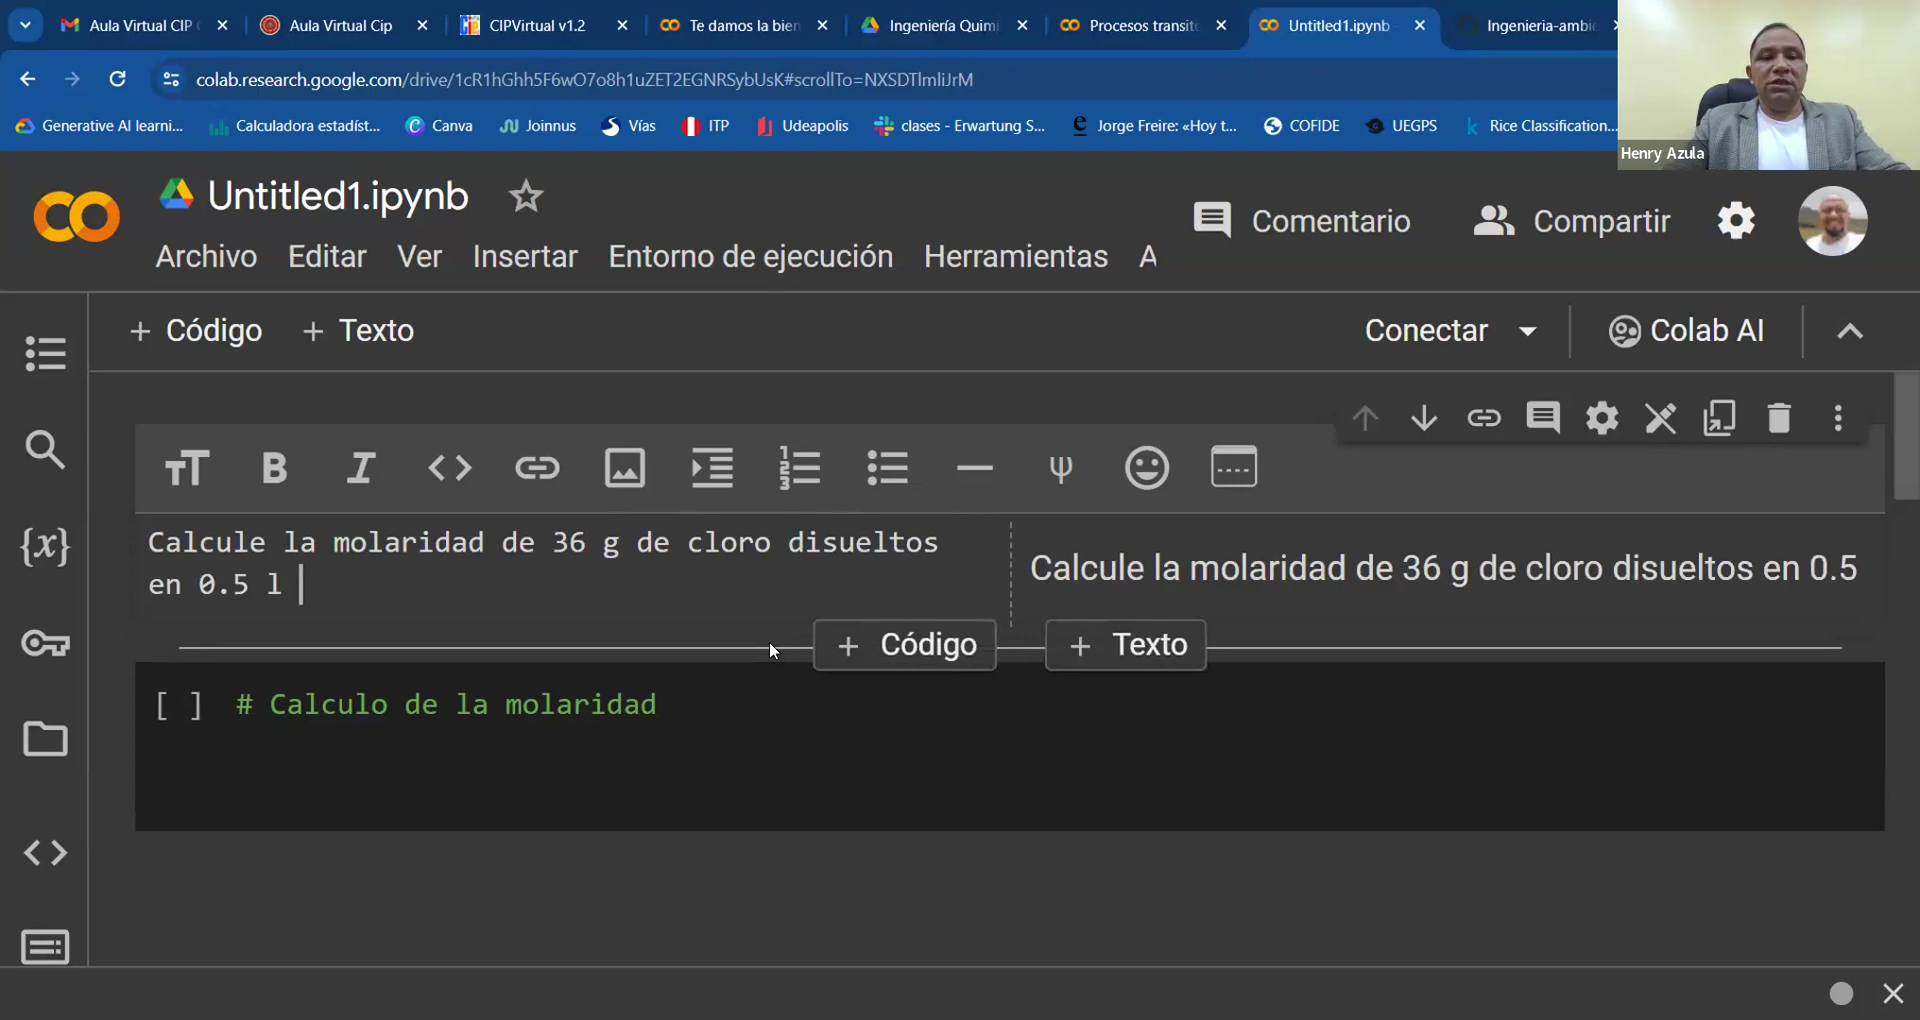 Aula Virtual CIP
Aula Virtual Cip
CIPVirtual v1.2
Te damos la bien
Ingeniería Quími
Procesos transito
Untitled1.ipynb
Ingenieria-ambie
colab.research.google.com/drive/1cR1hGhh5F6wO7o8h1uZET2EGNRSybUsK#scrollTo=NXSDTlmliJrM
Generative AI learni...
Calculadora estadíst...
Canva
Joinnus
Vías
ITP
Udeapolis
clases - Erwartung S...
Jorge Freire: «Hoy t...
COFIDE
UEGPS
Rice Classification...
Henry Azula
Untitled1.ipynb
Comentario
Compartir
Archivo Editar Ver Insertar Entorno de ejecución Herramientas A
+ Código + Texto
Conectar
Colab AI
Calcule la molaridad de 36 g de cloro disueltos
en 0.5 l
Calcule la molaridad de 36 g de cloro disueltos en 0.5
+ Código
+ Texto
[ ] # Calculo de la molaridad